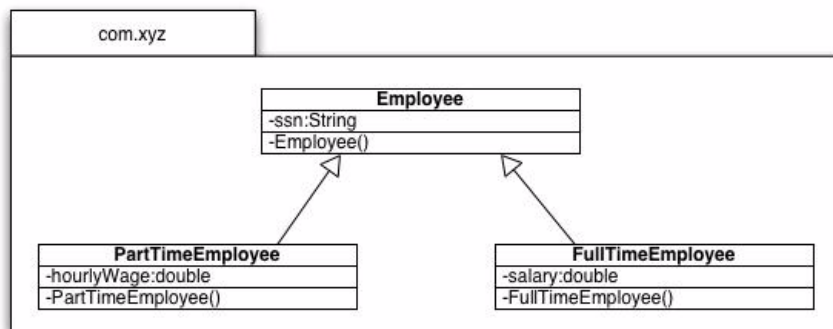 com.xyz
Employee
-ssn:String
-Employee()
PartTimeEmployee
-hourlyWage:double
-PartTimeEmployee()
FullTimeEmployee
-salary:double
-FullTimeEmployee()